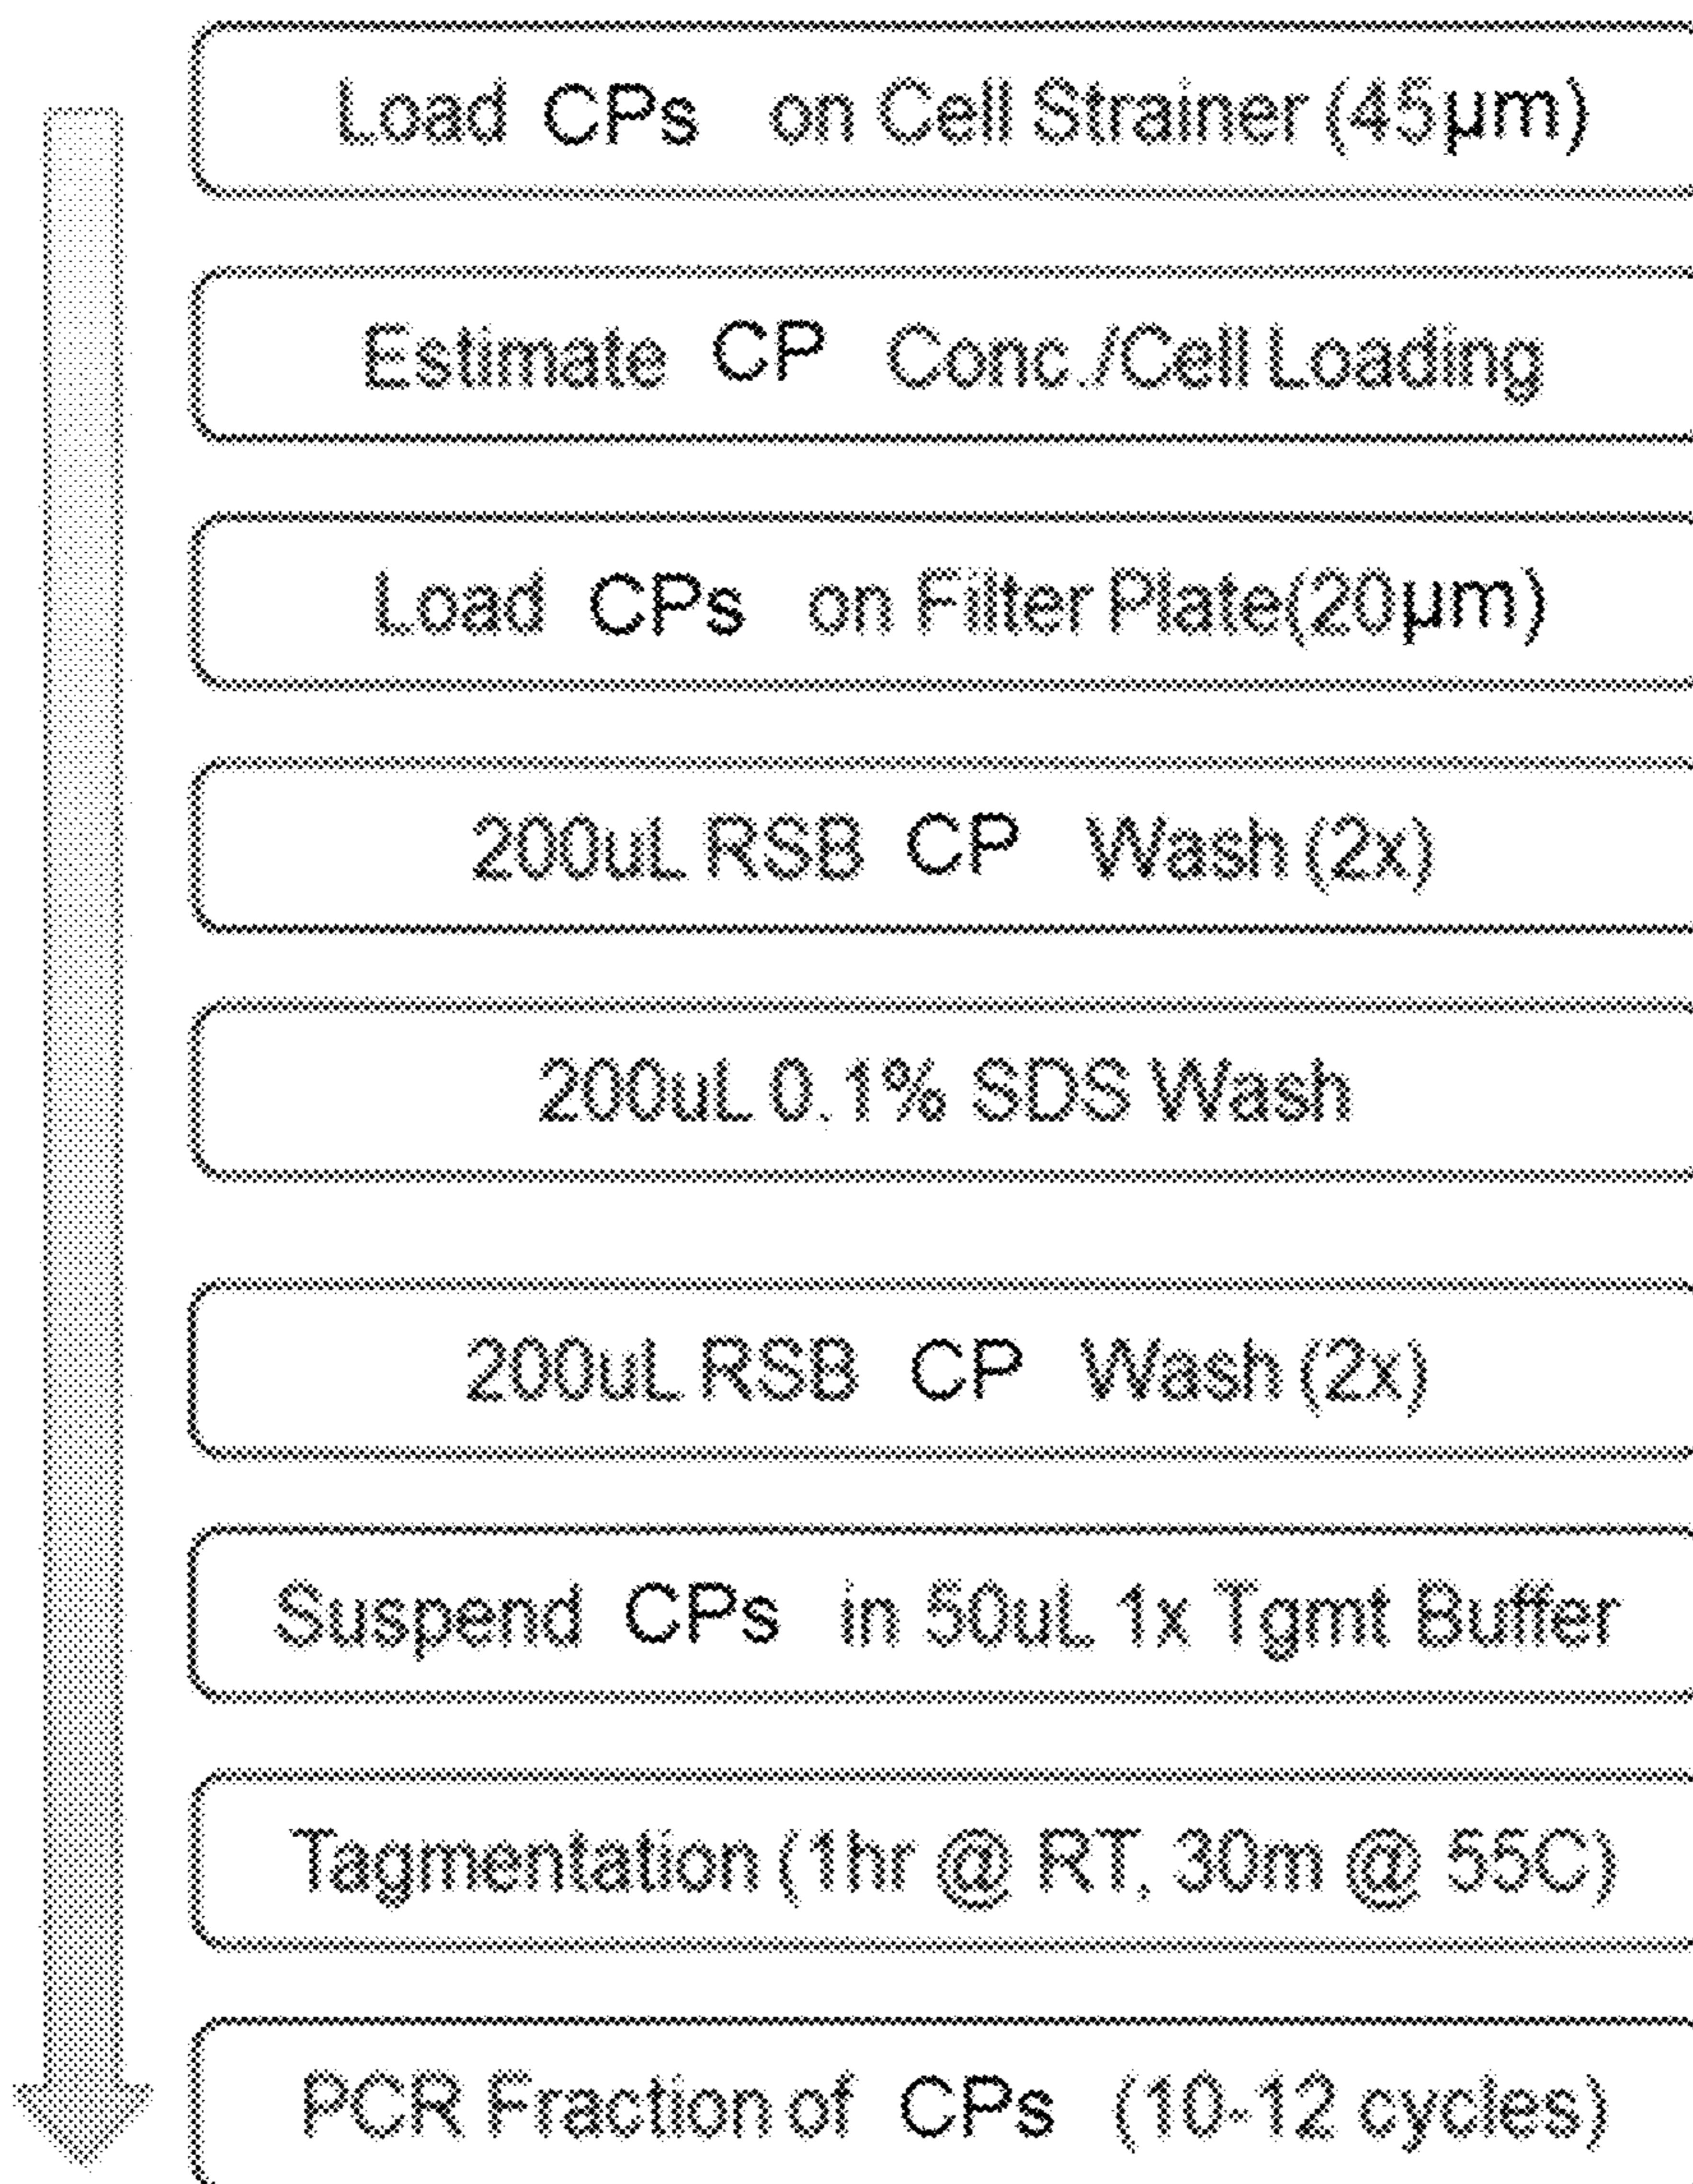 Load CPs on Cell Strainer (45μm)
Estimate CP Conc./Cell Loading
Load CPs on Filter Plate(20μm)
200uL RSB CP Wash (2x)
200uL 0.1% SDS Wash
200uL RSB CP Wash (2x)
Suspend CPs in 50uL 1x Tgmt Buffer
Tagmentation (1hr @ RT, 30m @ 55C)
PCR Fraction of CPs (10-12 cycles)